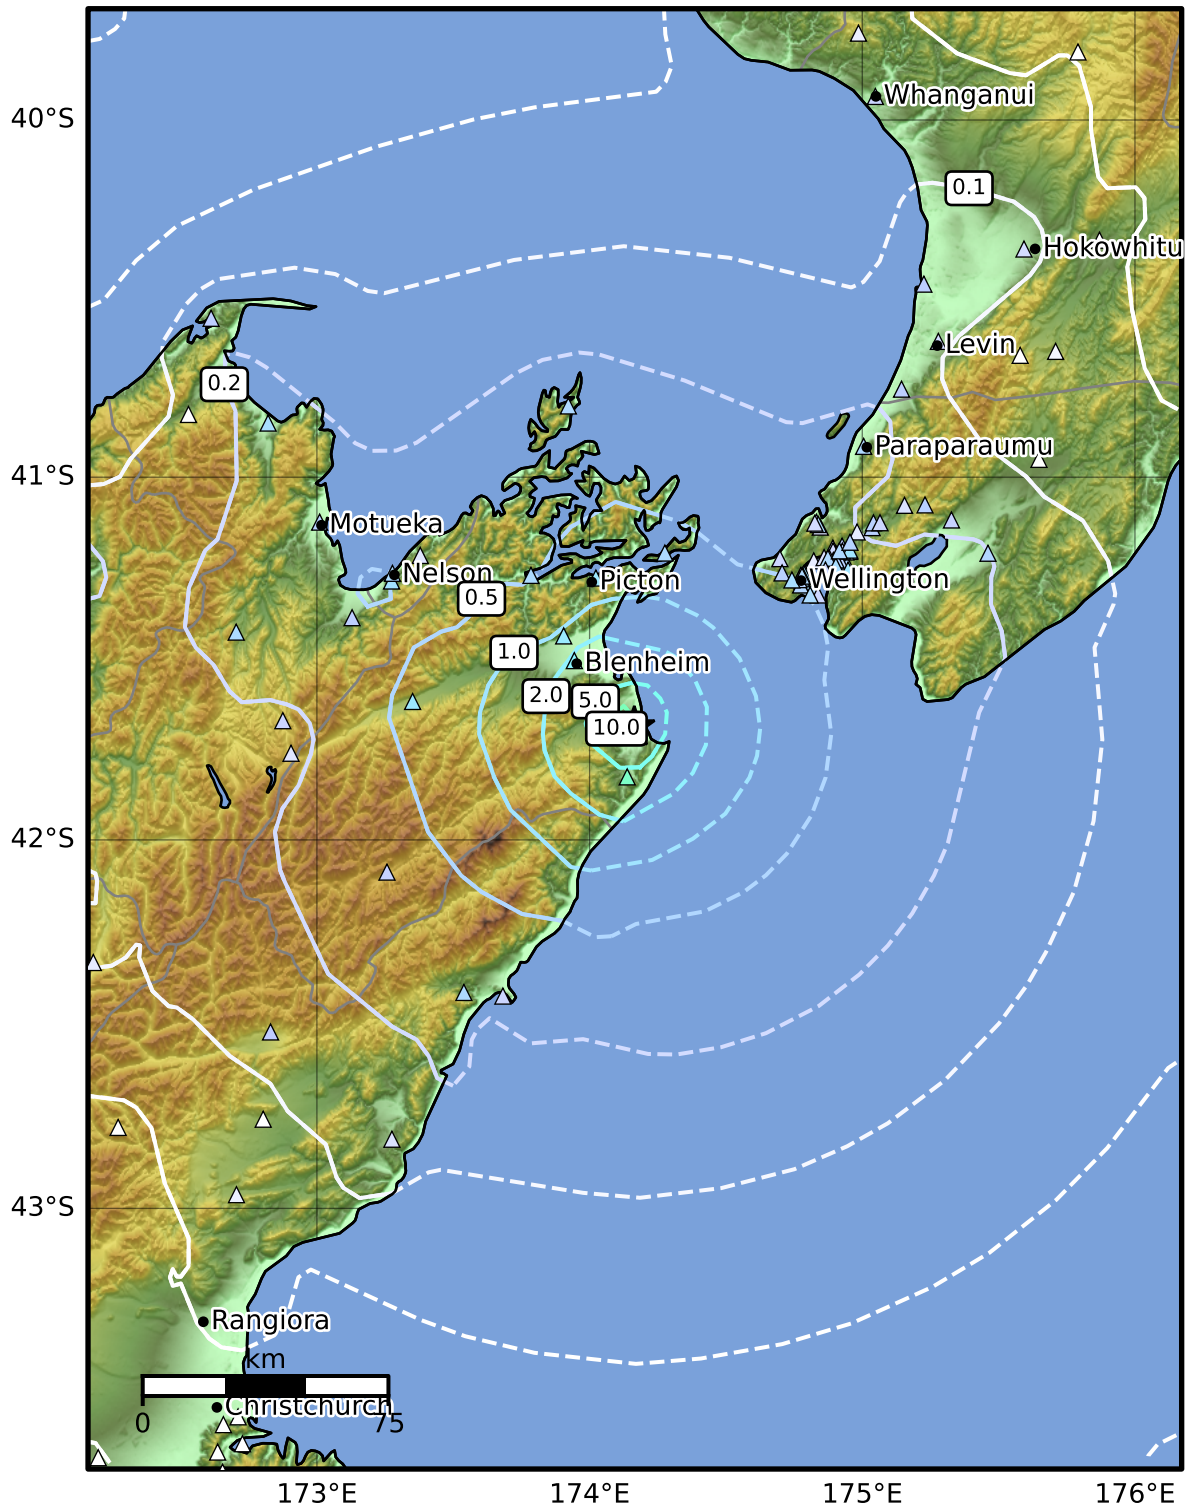 Whanganui
40°S
0.1
Hokowhitu
Levin
0.2
Paraparaumu
41°S
Motueka
Nelson
Picton
Wellington
0.5
1.0
Blenheim
2.0
5.0
10.0
42°S
43°S
Rangiora
km
Christchurch
0
75
173°E
174°E
175°E
176°E